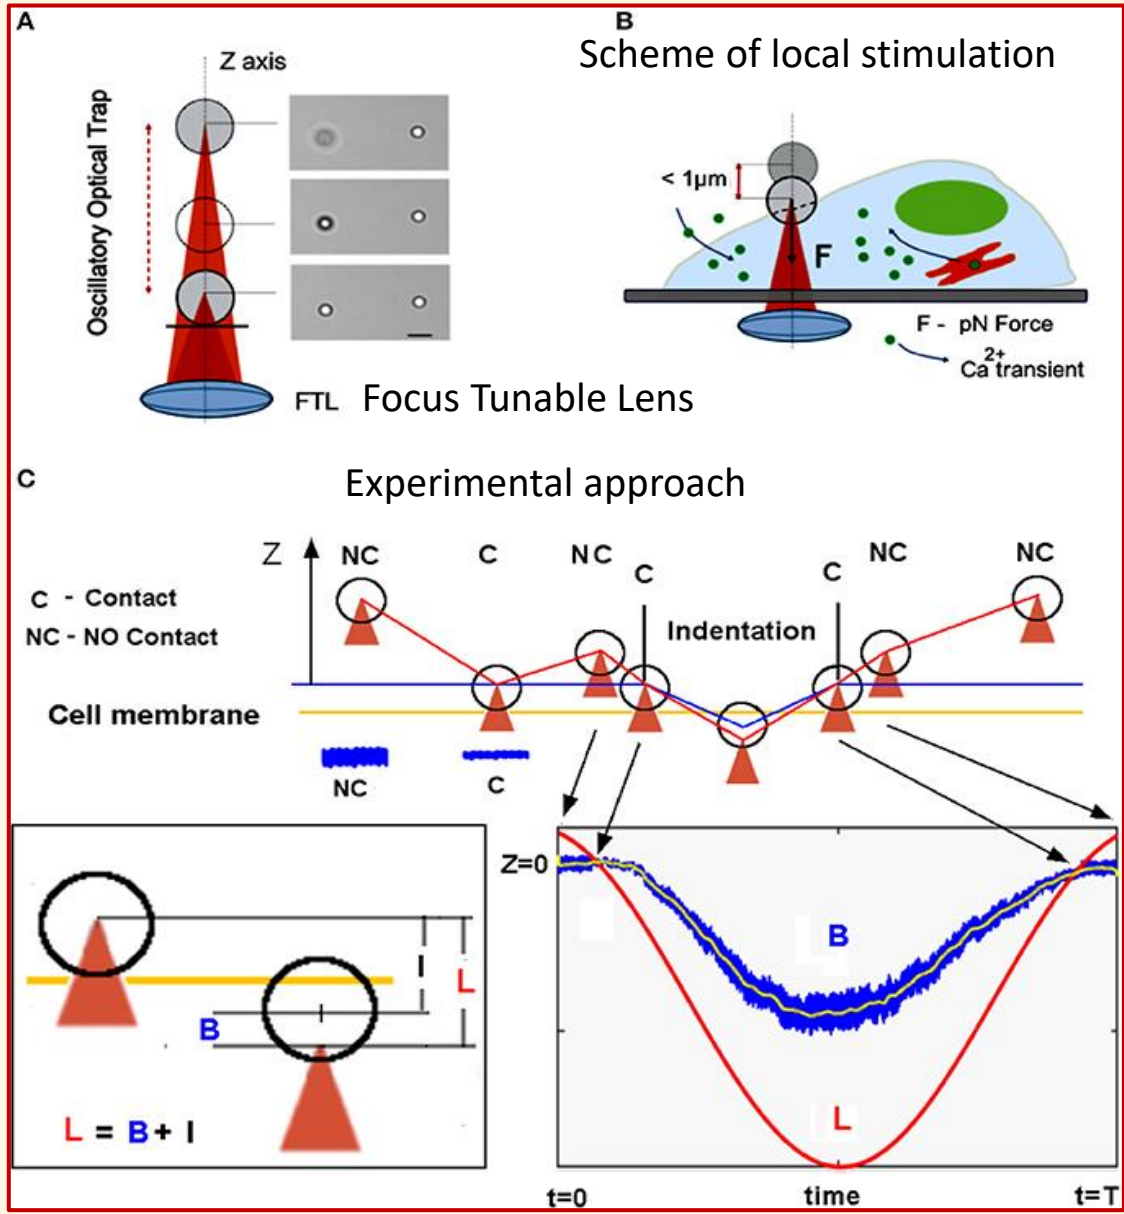 A
B
Scheme of local stimulation
Z axis
Oscillatory Optical Trap
< 1µm
F
F - pN Force
Ca2+ transient
FTL
Focus Tunable Lens
C
Experimental approach
Z
NC
C
NC
C
C
NC
NC
C - Contact
NC - NO Contact
Indentation
Cell membrane
NC
C
I
L
B
L = B + I
Z=0
B
L
t=0
time
t=T